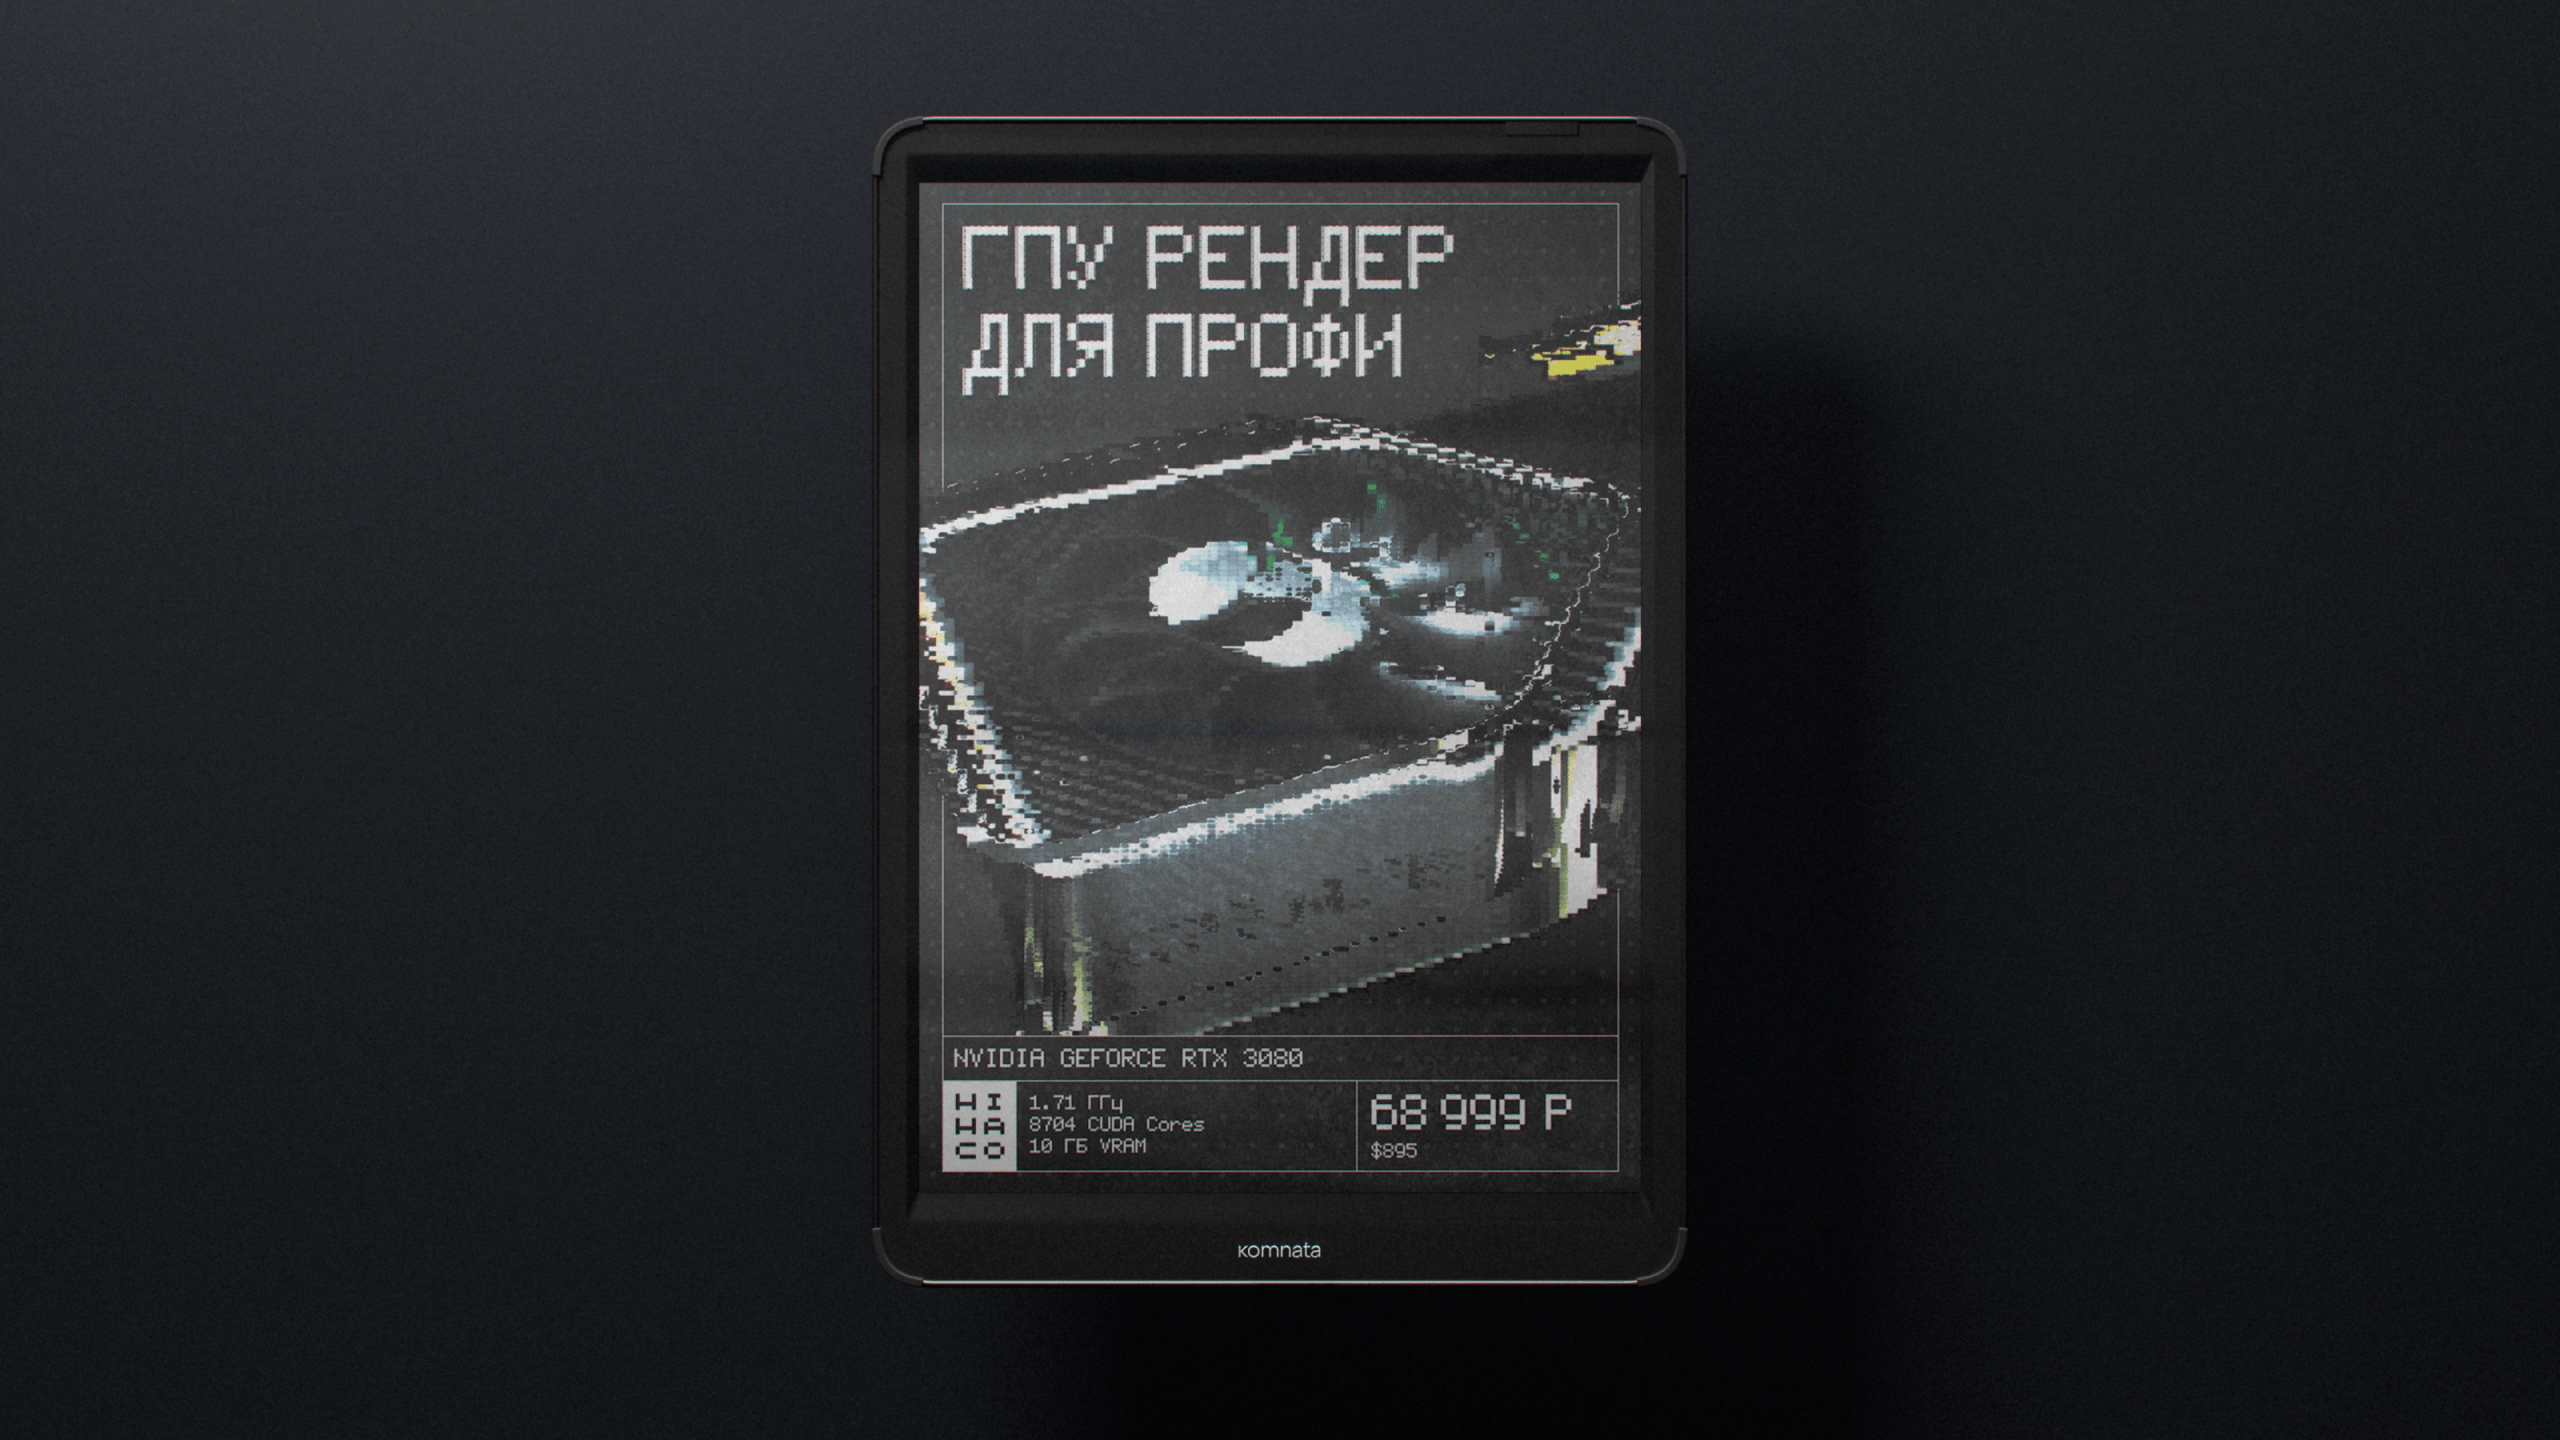 ГПУ РЕНДЕР
ДЛЯ ПРОФИ
NVIDIA GEFORCE RTX 3080
HI
HA
CO
1.71 ГГц
8704 CUDA Cores
10 ГБ VRAM
68 999 Р
$895
komnata